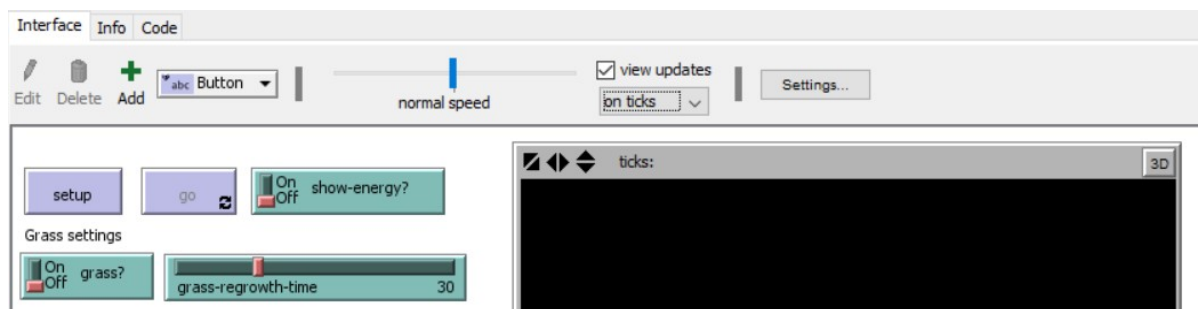 Interface Info Code
Edit Delete Add abc Button
normal speed
view updates
on ticks
Settings...
ticks:
3D
setup
go
On
Off
show-energy?
Grass settings
On
Off
grass?
grass-regrowth-time 30